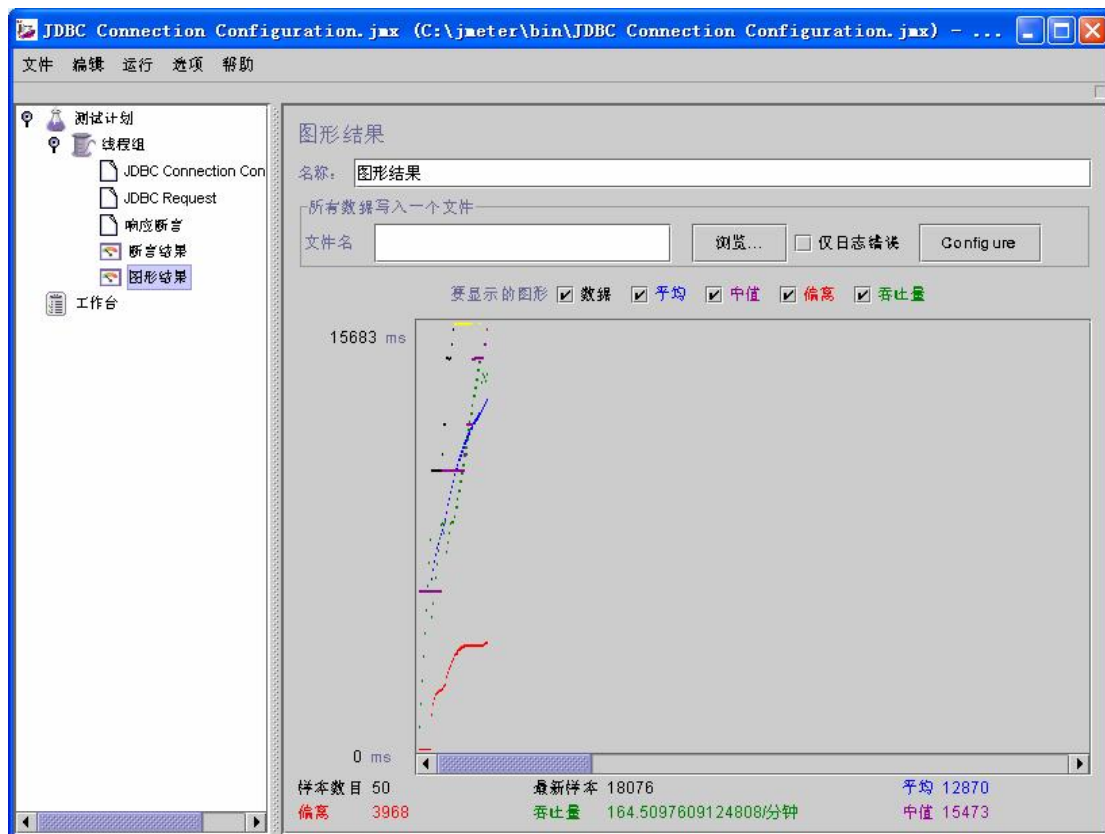 JDBC Connection Configuration.jmx (C:\jmeter\bin\JDBC Connection Configuration.jmx) - ...
文件 编辑 运行 选项 帮助
测试计划
线程组
JDBC Connection Con
JDBC Request
响应断言
断言结果
图形结果
工作台
图形结果
名称: 图形结果
所有数据写入一个文件
文件名 浏览... 仅日志错误 Configure
要显示的图形 数据 平均 中值 偏离 吞吐量
15683 ms
0 ms
样本数目 50 最新样本 18076 平均 12870
偏离 3968 吞吐量 164.5097609124808/分钟 中值 15473